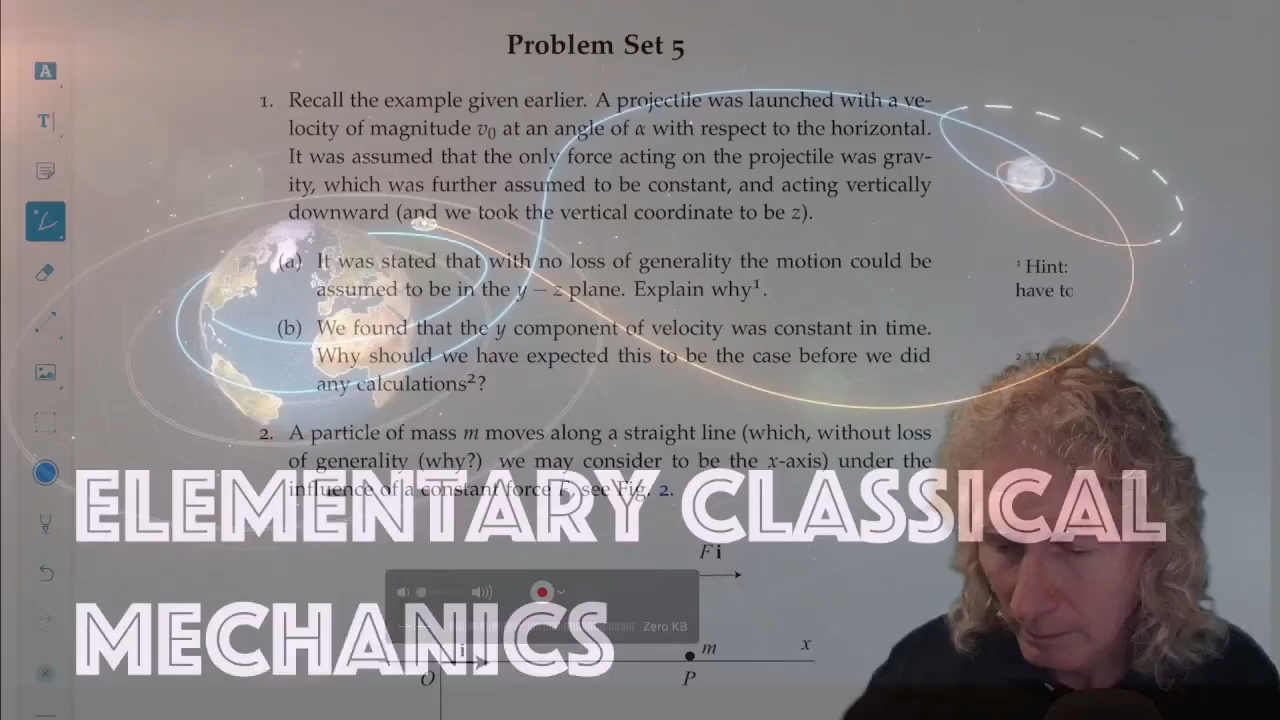 Problem Set 5
1. Recall the example given earlier. A projectile was launched with a ve-
locity of magnitude v₀ at an angle of α with respect to the horizontal.
It was assumed that the only force acting on the projectile was grav-
ity, which was further assumed to be constant, and acting vertically
downward (and we took the vertical coordinate to be z).
(a) It was stated that with no loss of generality the motion could be
assumed to be in the y − z plane. Explain why¹.
¹ Hint:
have to
(b) We found that the y component of velocity was constant in time.
Why should we have expected this to be the case before we did
any calculations²?
2. A particle of mass m moves along a straight line (which, without loss
of generality (why?) we may consider to be the x-axis) under the
influence of a constant force F, see Fig. 2.
ELEMENTARY CLASSICAL
MECHANICS
F i
Zero KB
i
m
x
O
P
A
T